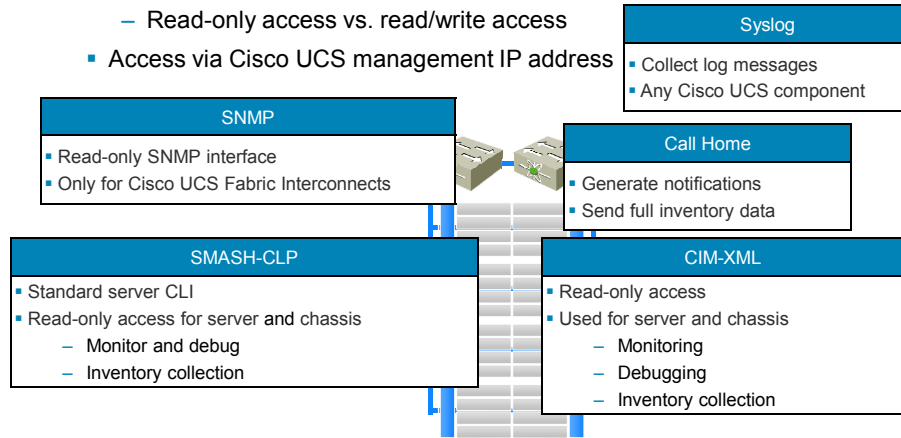 – Read-only access vs. read/write access
▪ Access via Cisco UCS management IP address
Syslog
▪ Collect log messages
▪ Any Cisco UCS component
SNMP
▪ Read-only SNMP interface
▪ Only for Cisco UCS Fabric Interconnects
Call Home
▪ Generate notifications
▪ Send full inventory data
SMASH-CLP
▪ Standard server CLI
▪ Read-only access for server and chassis
– Monitor and debug
– Inventory collection
CIM-XML
▪ Read-only access
▪ Used for server and chassis
– Monitoring
– Debugging
– Inventory collection